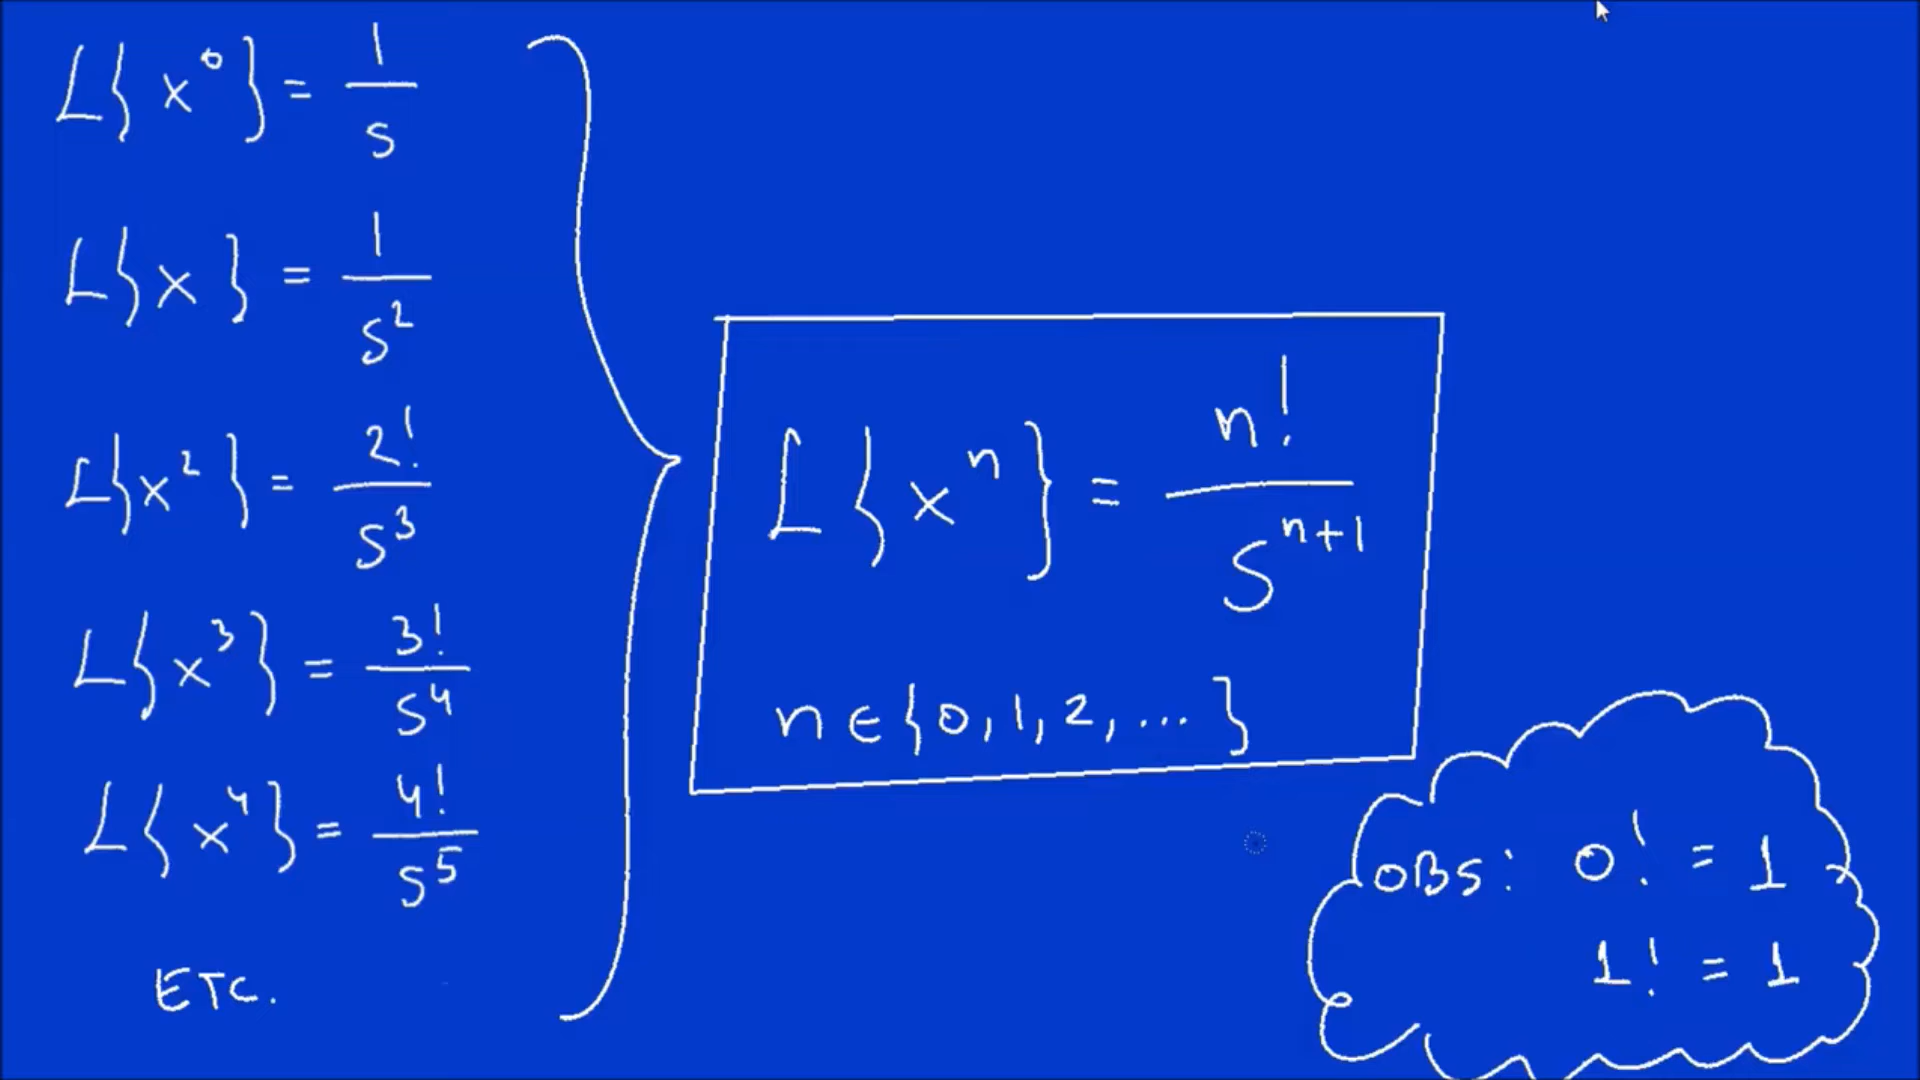 L{x⁰} = 1/s
L{x} = 1/s²
L{x²} = 2!/s³
L{x³} = 3!/s⁴
L{x⁴} = 4!/s⁵
ETC.
L{xⁿ} = n!/sⁿ⁺¹
n∈{0,1,2,...}
OBS: 0! = 1
1! = 1